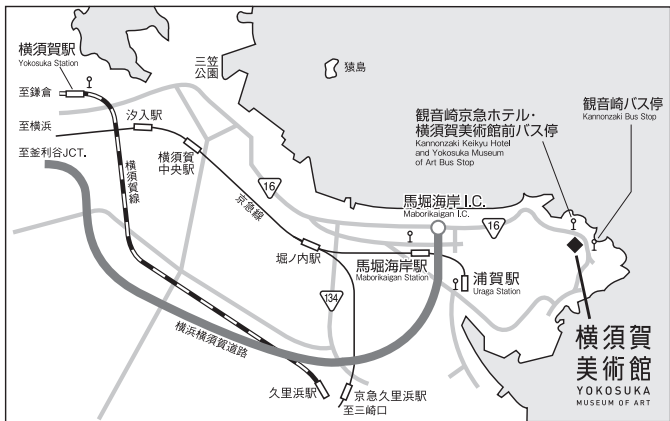 横須賀駅
Yokosuka Station
至鎌倉
至横浜
至釜利谷JCT.
汐入駅
横須賀
中央駅
横須賀線
三笠
公園
猿島
16
京急線
堀ノ内駅
134
馬堀海岸 I.C.
Maborikaigan I.C.
16
馬堀海岸駅
Maborikaigan Station
浦賀駅
Uraga Station
観音崎京急ホテル・
横須賀美術館前バス停
Kannonzaki Keikyu Hotel
and Yokosuka Museum
of Art Bus Stop
観音崎バス停
Kannonzaki Bus Stop
横浜横須賀道路
久里浜駅
京急久里浜駅
至三崎口
横須賀
美術館
YOKOSUKA
MUSEUM OF ART